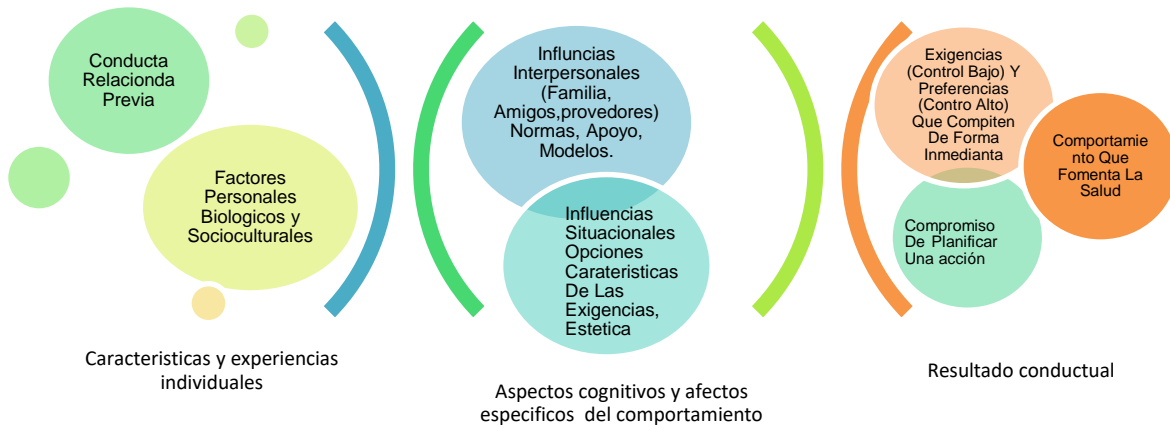 Conducta
Relacionda
Previa
Factores
Personales
Biologicos y
Socioculturales
Caracteristicas y experiencias
individuales
Influncias
Interpersonales
(Familia,
Amigos,provedores)
Normas, Apoyo,
Modelos.
Influencias
Situacionales
Opciones
Carateristicas
De Las
Exigencias,
Estetica
Aspectos cognitivos y afectos
especificos  del comportamiento
Exigencias
(Control Bajo) Y
Preferencias
(Contro Alto)
Que Compiten
De Forma
Inmedianta
Compromiso
De Planificar
Una acción
Comportamie
nto Que
Fomenta La
Salud
Resultado conductual